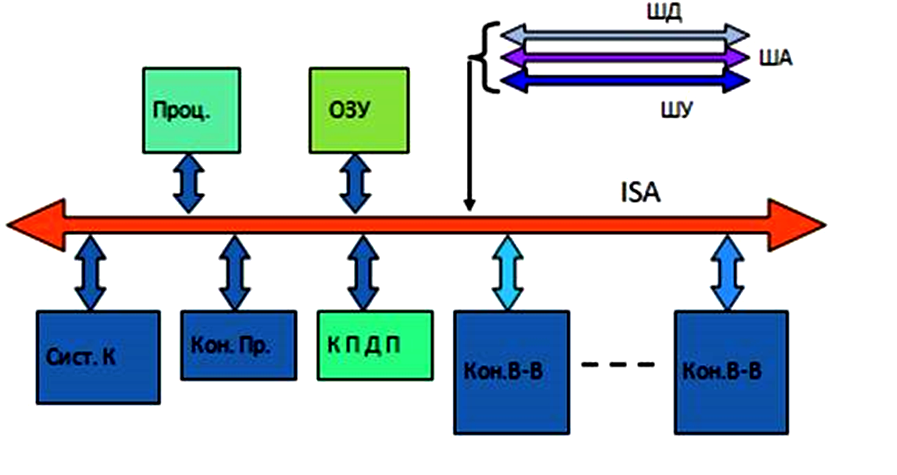 ШД
ША
ШУ
Проц.
ОЗУ
ISA
Сист. К
Кон. Пр.
К П Д П
Кон.В-В
Кон.В-В